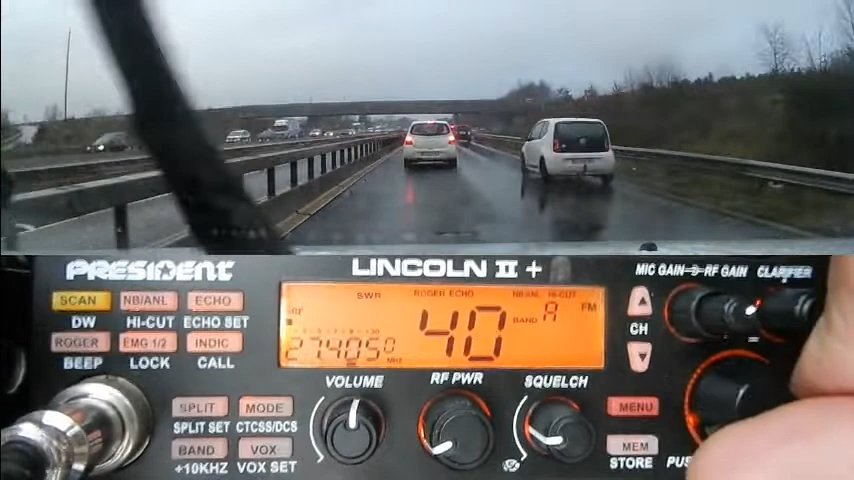 PRESIDENT
LINCOLN II +
MIC GAIN RF GAIN CLARIFIER
SCAN NB/ANL ECHO
DW HI-CUT ECHO SET
ROGER EMG 1/2 INDIC
BEEP LOCK CALL
SWR ROGER ECHO NB/ANL HI-CUT
RF
40 BAND A FM
27.4050 MHZ
CH
VOLUME RF PWR SQUELCH
SPLIT MODE
SPLIT SET CTCSS/DCS
BAND VOX
+10KHZ VOX SET
MENU
MEM
STORE